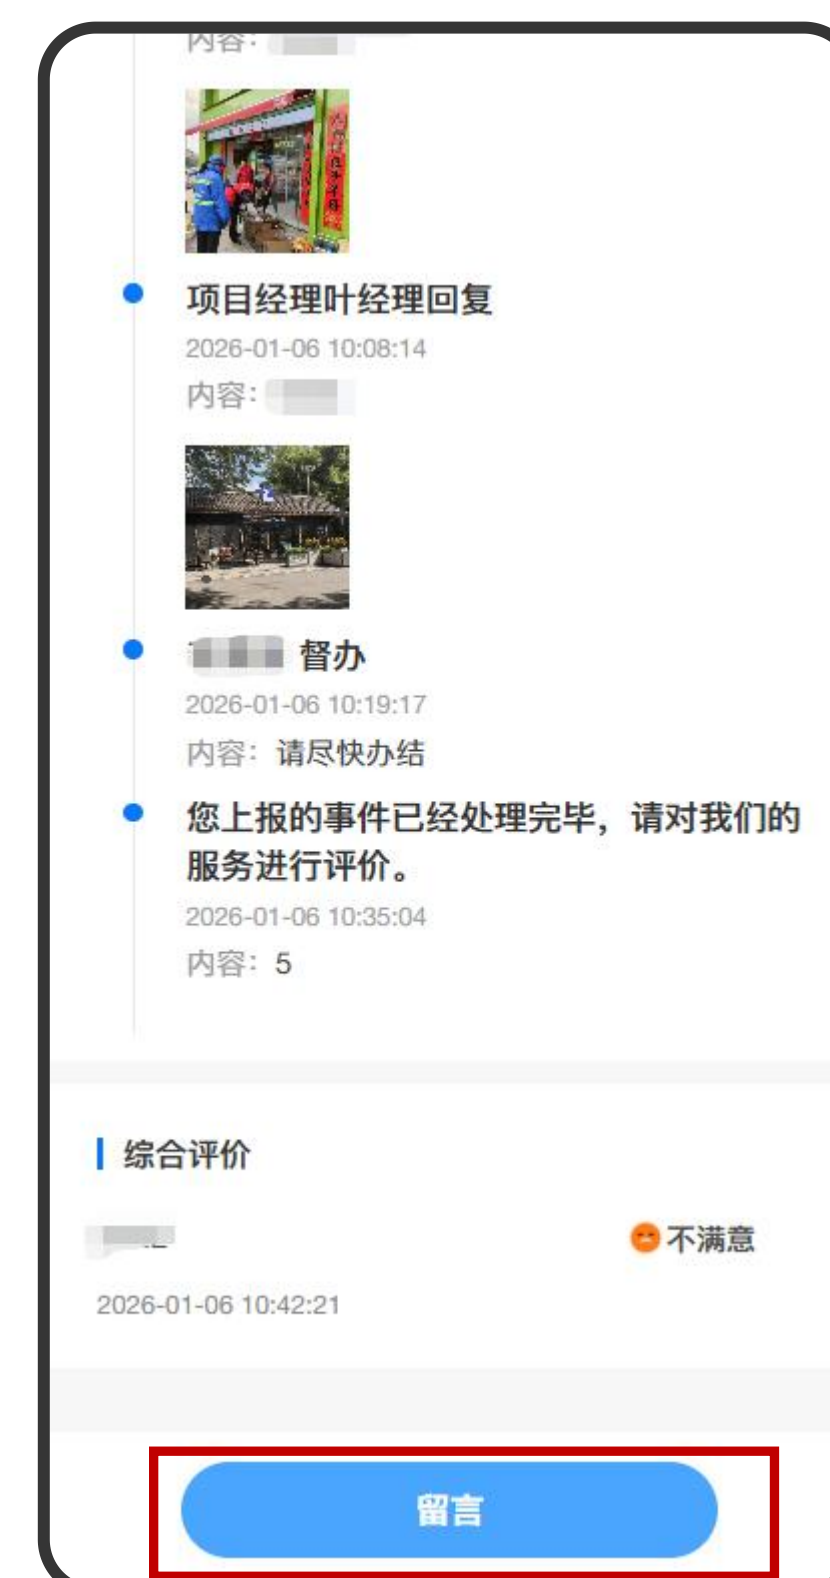 内容：
项目经理叶经理回复
2026-01-06 10:08:14
内容：
督办
2026-01-06 10:19:17
内容：请尽快办结
您上报的事件已经处理完毕，请对我们的
服务进行评价。
2026-01-06 10:35:04
内容：5
综合评价
不满意
2026-01-06 10:42:21
留言